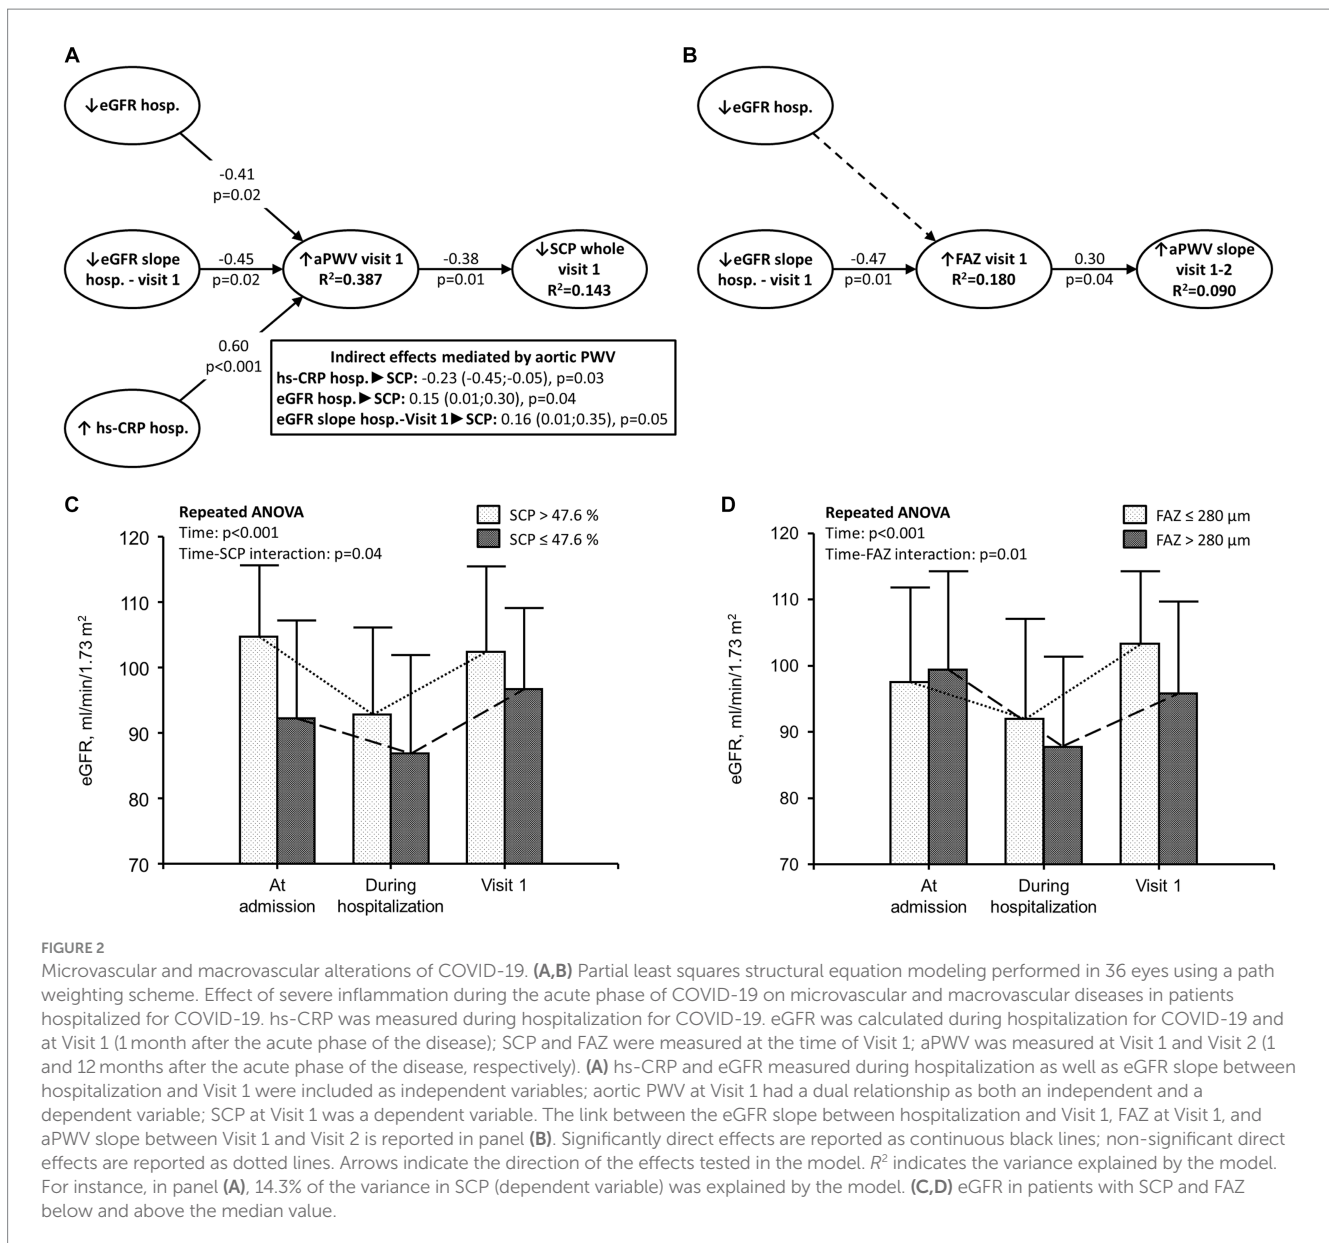 A
↓eGFR hosp.
-0.41
p=0.02
↓eGFR slope
hosp. - visit 1
-0.45
p=0.02
↑aPWV visit 1
R²=0.387
-0.38
p=0.01
↓SCP whole
visit 1
R²=0.143
0.60
p<0.001
↑ hs-CRP hosp.
Indirect effects mediated by aortic PWV
hs-CRP hosp.►SCP: -0.23 (-0.45;-0.05), p=0.03
eGFR hosp.►SCP: 0.15 (0.01;0.30), p=0.04
eGFR slope hosp.-Visit 1►SCP: 0.16 (0.01;0.35), p=0.05
B
↓eGFR hosp.
↓eGFR slope
hosp. - visit 1
-0.47
p=0.01
↑FAZ visit 1
R²=0.180
0.30
p=0.04
↑aPWV slope
visit 1-2
R²=0.090
C
Repeated ANOVA
Time: p<0.001
Time-SCP interaction: p=0.04
SCP > 47.6 %
SCP ≤ 47.6 %
eGFR, ml/min/1.73 m²
120
110
100
90
80
70
At
admission
During
hospitalization
Visit 1
D
Repeated ANOVA
Time: p<0.001
Time-FAZ interaction: p=0.01
FAZ ≤ 280 μm
FAZ > 280 μm
eGFR, ml/min/1.73 m²
120
110
100
90
80
70
At
admission
During
hospitalization
Visit 1
FIGURE 2
Microvascular and macrovascular alterations of COVID-19. (A,B) Partial least squares structural equation modeling performed in 36 eyes using a path
weighting scheme. Effect of severe inflammation during the acute phase of COVID-19 on microvascular and macrovascular diseases in patients
hospitalized for COVID-19. hs-CRP was measured during hospitalization for COVID-19. eGFR was calculated during hospitalization for COVID-19 and
at Visit 1 (1 month after the acute phase of the disease); SCP and FAZ were measured at the time of Visit 1; aPWV was measured at Visit 1 and Visit 2 (1
and 12 months after the acute phase of the disease, respectively). (A) hs-CRP and eGFR measured during hospitalization as well as eGFR slope between
hospitalization and Visit 1 were included as independent variables; aortic PWV at Visit 1 had a dual relationship as both an independent and a
dependent variable; SCP at Visit 1 was a dependent variable. The link between the eGFR slope between hospitalization and Visit 1, FAZ at Visit 1, and
aPWV slope between Visit 1 and Visit 2 is reported in panel (B). Significantly direct effects are reported as continuous black lines; non-significant direct
effects are reported as dotted lines. Arrows indicate the direction of the effects tested in the model. R² indicates the variance explained by the model.
For instance, in panel (A), 14.3% of the variance in SCP (dependent variable) was explained by the model. (C,D) eGFR in patients with SCP and FAZ
below and above the median value.